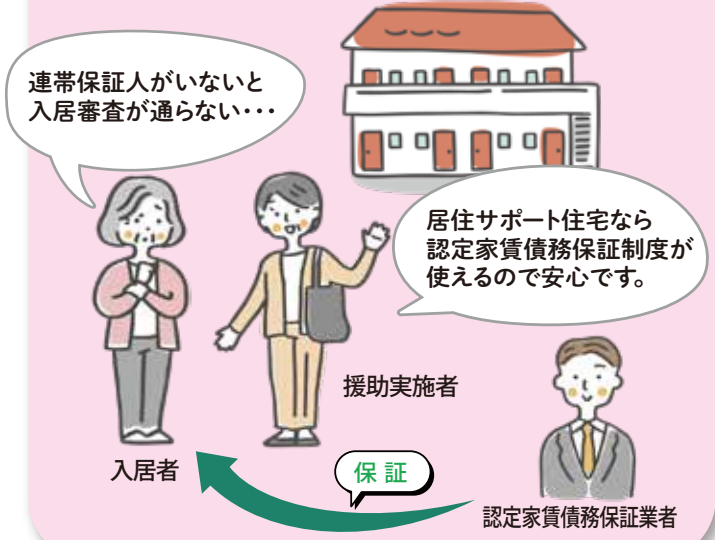 連帯保証人がいないと
入居審査が通らない・・・
居住サポート住宅なら
認定家賃債務保証制度が
使えるので安心です。
援助実施者
入居者
保証
認定家賃債務保証業者